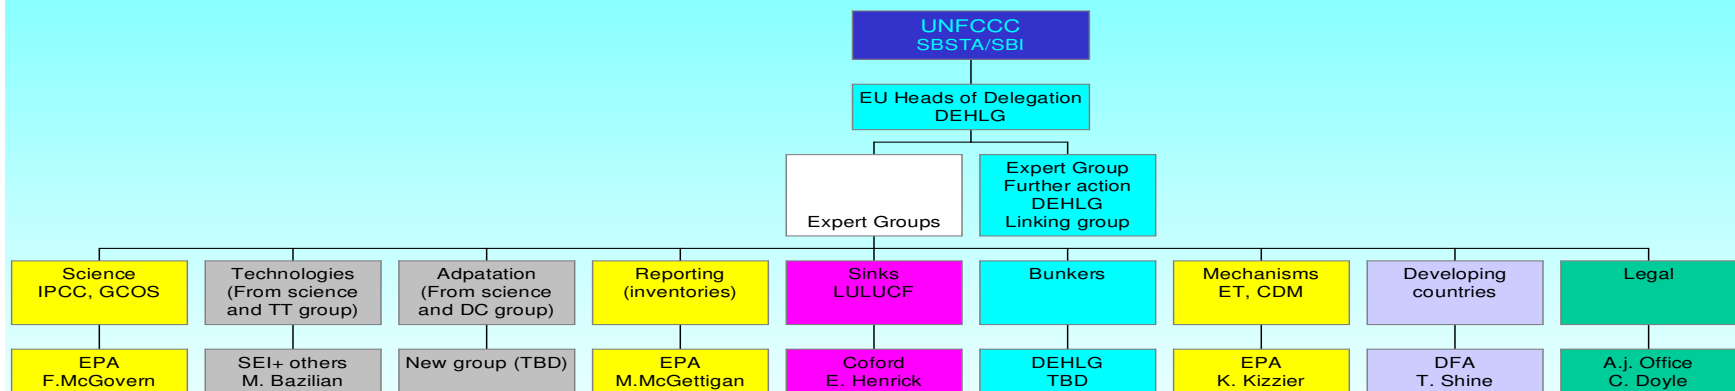 UNFCCC
SBSTA/SBI
EU Heads of Delegation
DEHLG
Expert Groups
Expert Group
Further action
DEHLG
Linking group
Science
IPCC, GCOS
Technologies
(From science
and TT group)
Adpatation
(From science
and DC group)
Reporting
(inventories)
Sinks
LULUCF
Bunkers
Mechanisms
ET, CDM
Developing
countries
Legal
EPA
F.McGovern
SEI+ others
M. Bazilian
New group (TBD)
EPA
M.McGettigan
Coford
E. Henrick
DEHLG
TBD
EPA
K. Kizzier
DFA
T. Shine
A.j. Office
C. Doyle